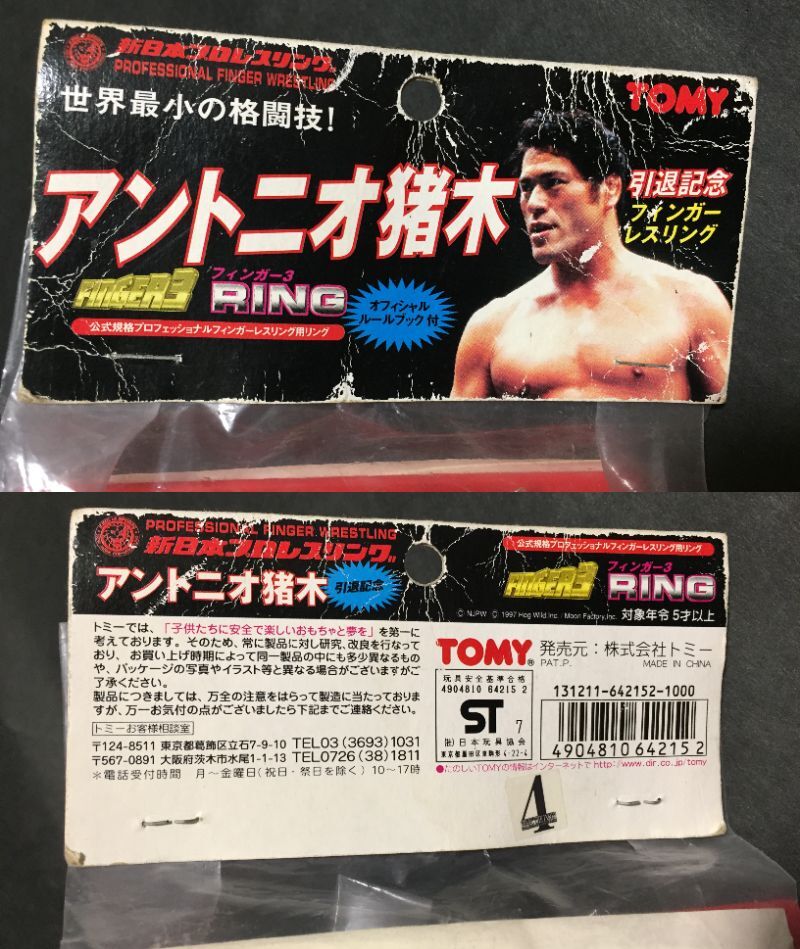 新日本プロレスリング
PROFESSIONAL FINGER WRESTLING
TOMY
世界最小の格闘技!
アントニオ猪木
引退記念
フィンガー
レスリング
FINGER3
フィンガー3
RING
オフィシャル
ルールブック付
公式規格プロフェッショナルフィンガーレスリング用リング
PROFESSIONAL FINGER WRESTLING
新日本プロレスリング
アントニオ猪木
引退記念
公式規格プロフェッショナルフィンガーレスリング用リング
FINGER3
フィンガー3
RING
© NJPW © 1997 Hog Wild Inc. / Moon Factory, Inc.
対象年令 5才以上
トミーでは、「子供たちに安全で楽しいおもちゃと夢を」を第一に
考えております。そのため、常に製品に対し研究、改良を行なって
おり、お買い上げ時期によって同一製品の中にも多少異なるもの
や、パッケージの写真やイラスト等と異なる場合がございますがご
了承ください。
製品につきましては、万全の注意をはらって製造に当たっておりま
すが、万一お気付の点がございましたら下記までご連絡ください。
トミーお客様相談室
〒124-8511 東京都葛飾区立石7-9-10 TEL03(3693)1031
〒567-0891 大阪府茨木市水尾1-1-13 TEL0726(38)1811
*電話受付時間 月〜金曜日(祝日・祭日を除く) 10〜17時
TOMY
発売元:株式会社トミー
PAT.P. MADE IN CHINA
玩具安全基準合格
4904810 64215 2
ST 7
(社)日本玩具協会
東京都墨田区東駒形 4-22-4
131211-642152-1000
4904810642152
●たのしいTOMYの情報はインターネットで http://www.dir.co.jp/tomy
4